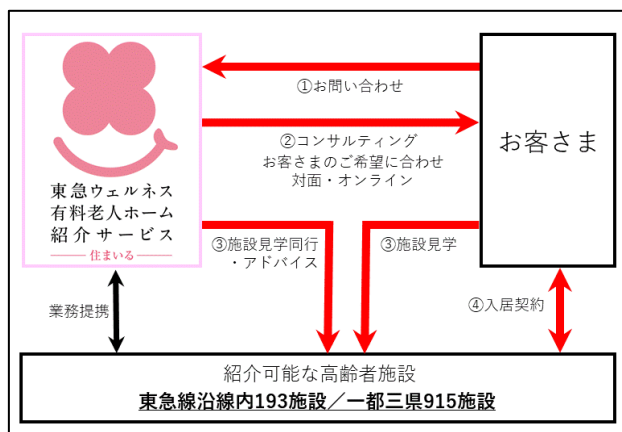 ①お問い合わせ
お客さま
②コンサルティング
お客さまのご希望に合わせ
対面・オンライン
東急ウェルネス
有料老人ホーム
紹介サービス
住まいる
③施設見学同行
・アドバイス
③施設見学
業務提携
④入居契約
紹介可能な高齢者施設
東急線沿線内193施設／一都三県915施設